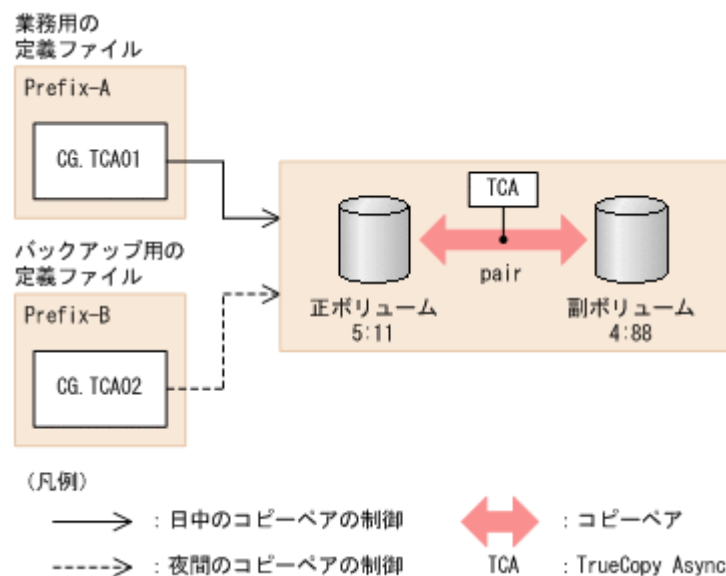 業務用の
定義ファイル
Prefix-A
CG.TCA01
バックアップ用の
定義ファイル
Prefix-B
CG.TCA02
TCA
pair
正ボリューム
5:11
副ボリューム
4:88
(凡例)
:日中のコピーペアの制御
:コピーペア
:夜間のコピーペアの制御
TCA :TrueCopy Async